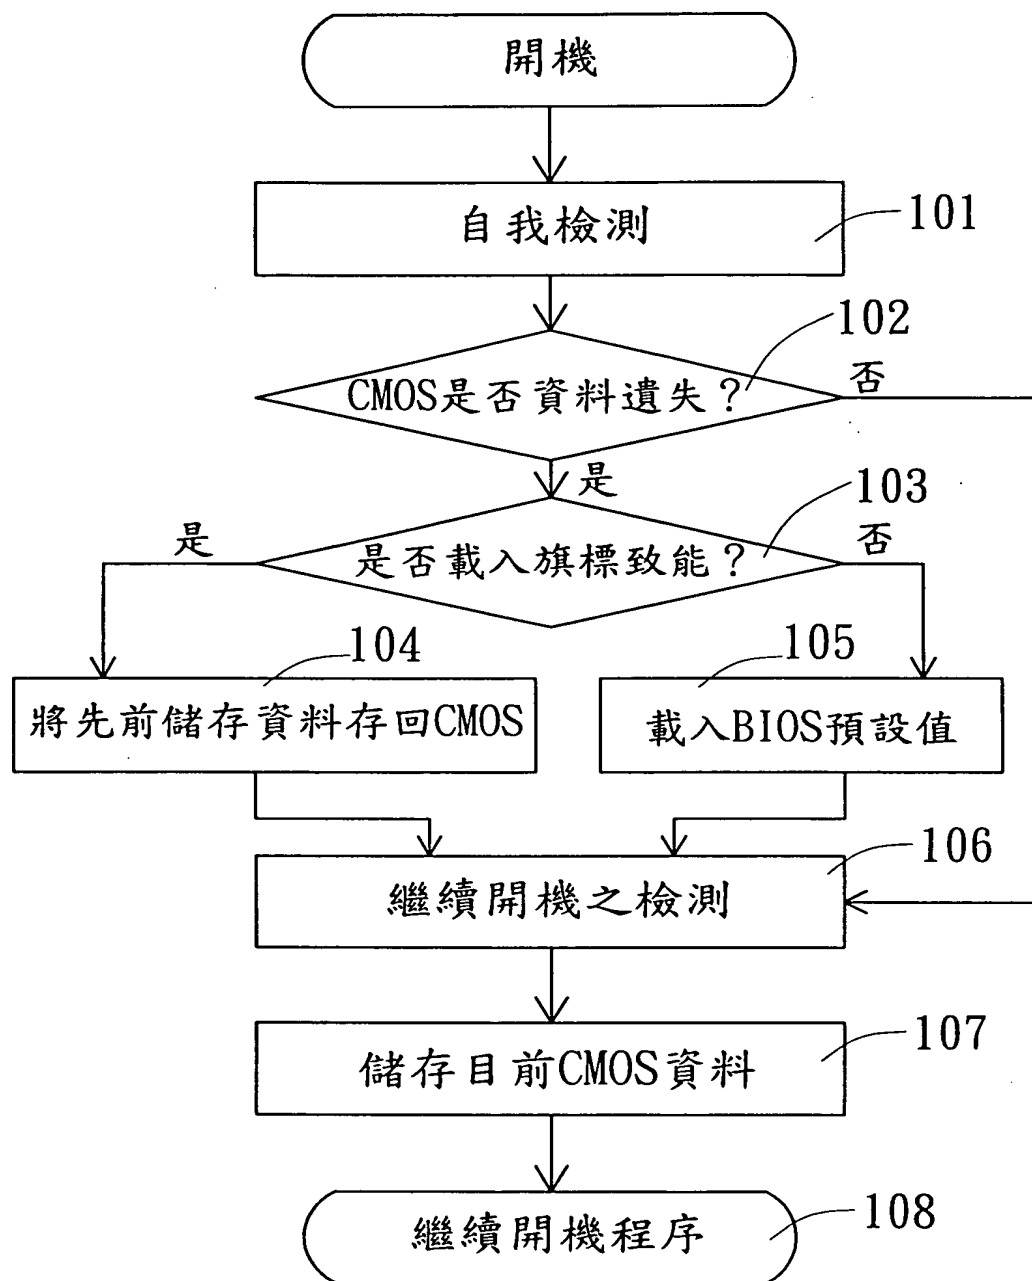 開機
自我檢測
101
102
CMOS是否資料遺失？
否
是
103
是
否
是否載入旗標致能？
104
105
將先前儲存資料存回CMOS
載入BIOS預設值
106
繼續開機之檢測
107
儲存目前CMOS資料
108
繼續開機程序